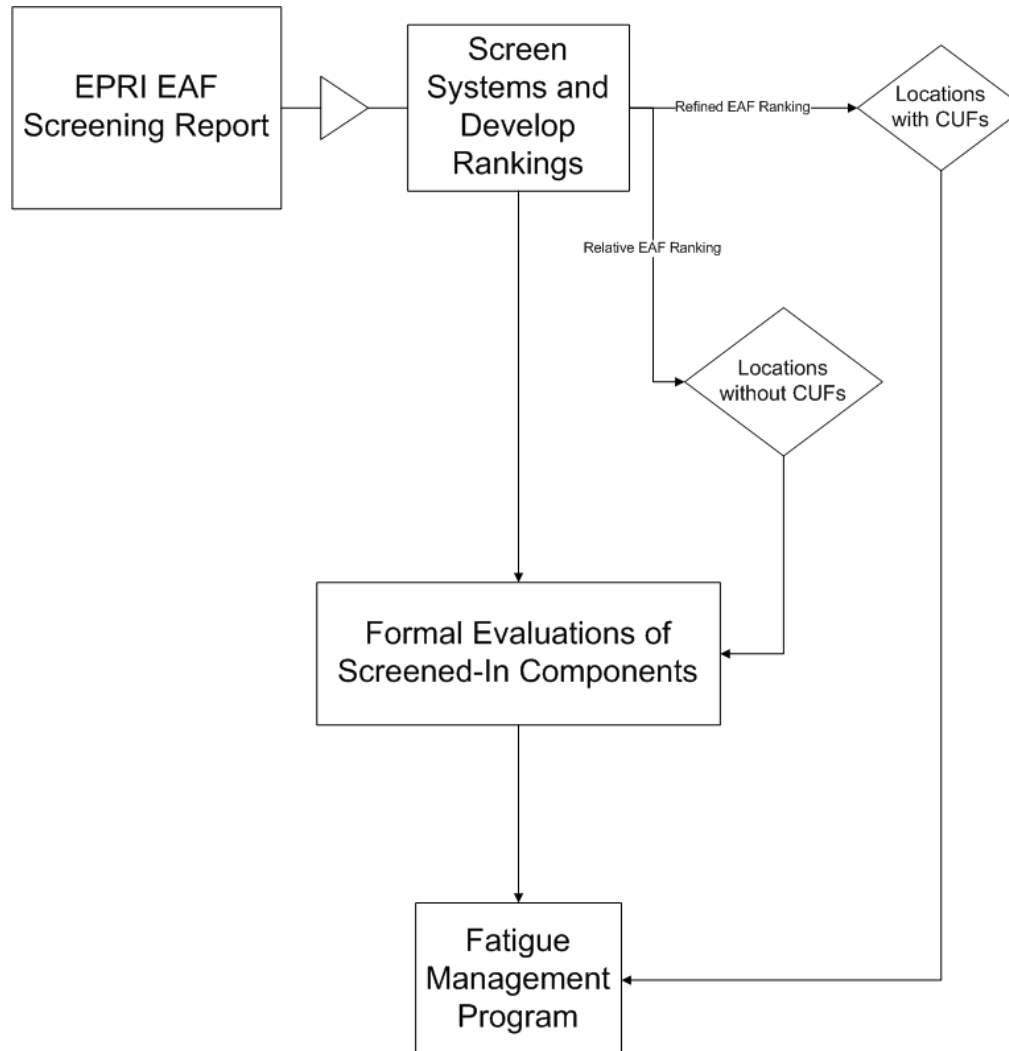 EPRI EAF
Screening Report
Screen
Systems and
Develop
Rankings
Refined EAF Ranking
Locations
with CUFs
Relative EAF Ranking
Locations
without CUFs
Formal Evaluations of
Screened-In Components
Fatigue
Management
Program